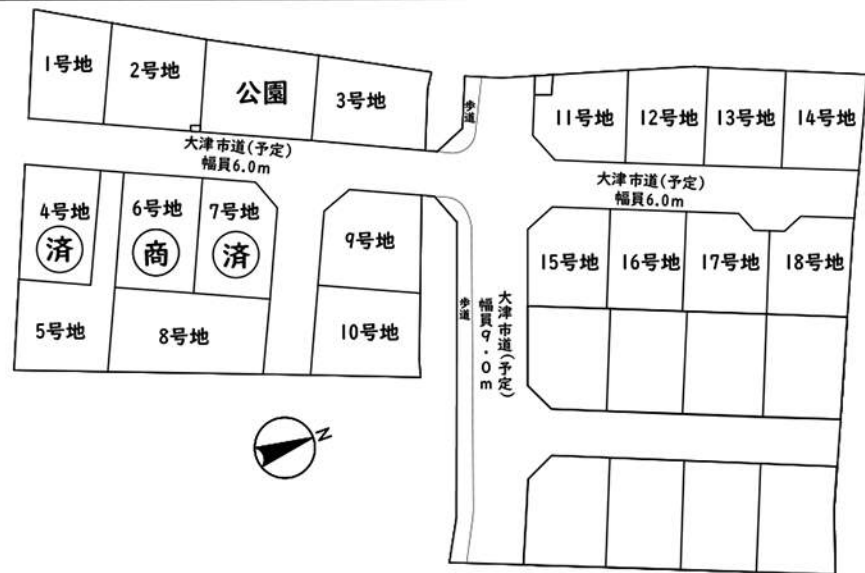 1号地
2号地
公園
3号地
歩道
11号地
12号地
13号地
14号地
大津市道(予定)
幅員6.0m
大津市道(予定)
幅員6.0m
4号地
済
6号地
商
7号地
済
9号地
15号地
16号地
17号地
18号地
5号地
8号地
10号地
歩道
大津市道(予定)
幅員9.0m
N